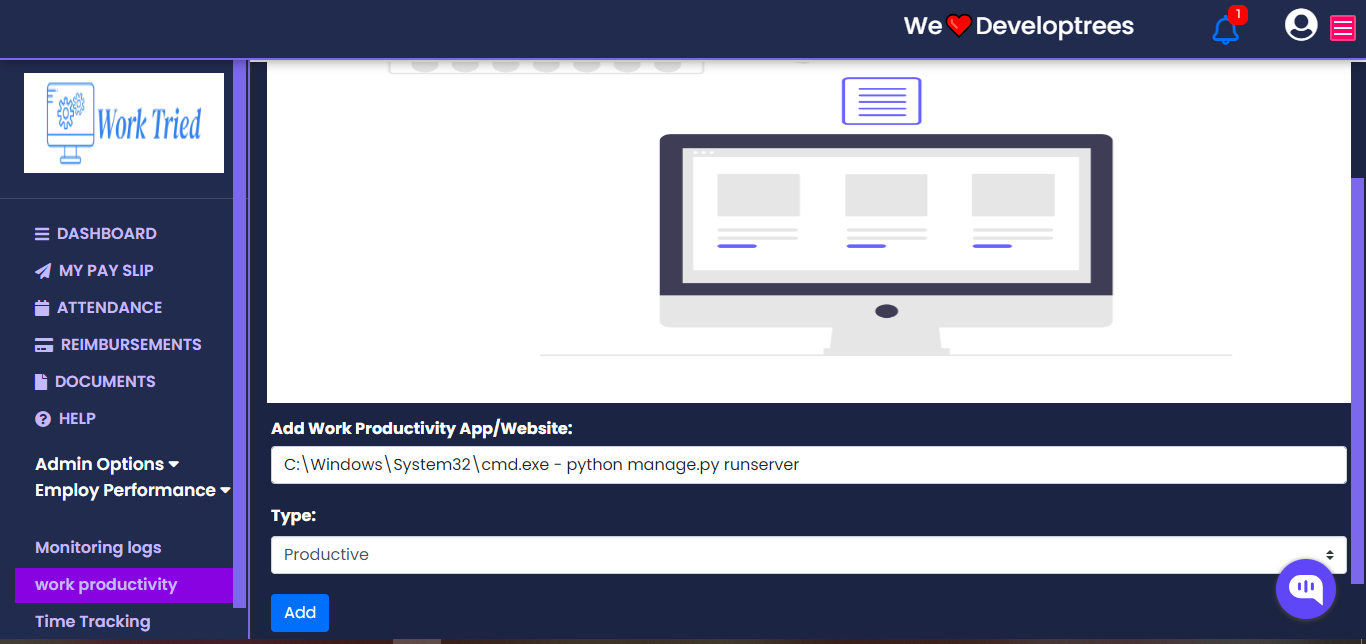 We Developtrees
1
Work Tried
DASHBOARD
MY PAY SLIP
ATTENDANCE
REIMBURSEMENTS
DOCUMENTS
HELP
Admin Options
Employ Performance
Monitoring logs
work productivity
Time Tracking
Add Work Productivity App/Website:
C:\Windows\System32\cmd.exe - python manage.py runserver
Type:
Productive
Add